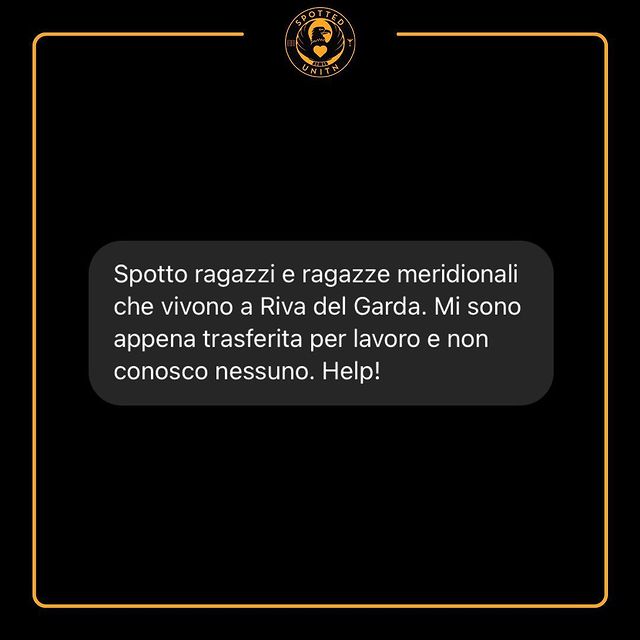 SPOTTED
UNITN
Spotto ragazzi e ragazze meridionali
che vivono a Riva del Garda. Mi sono
appena trasferita per lavoro e non
conosco nessuno. Help!